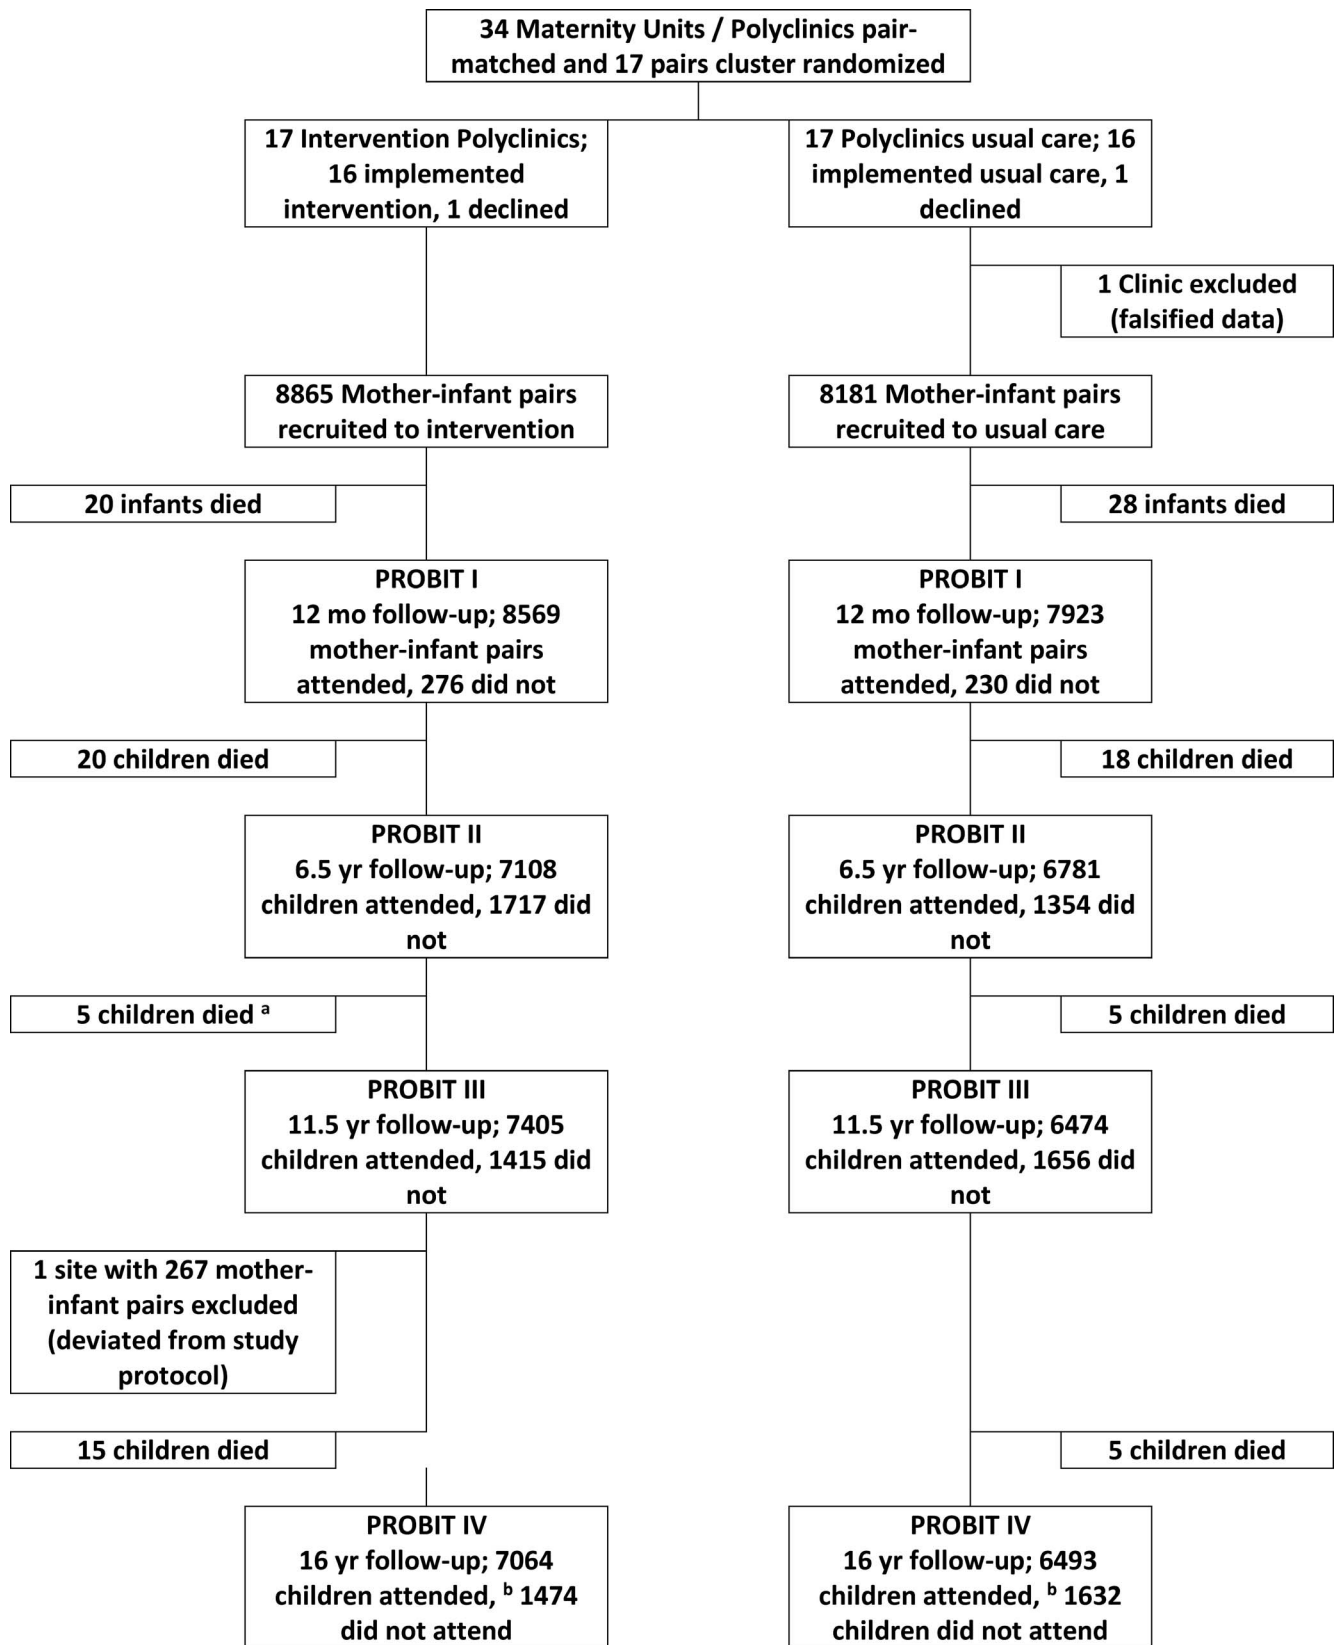 34 Maternity Units / Polyclinics pair-
matched and 17 pairs cluster randomized
17 Intervention Polyclinics;
16 implemented
intervention, 1 declined
17 Polyclinics usual care; 16
implemented usual care, 1
declined
1 Clinic excluded
(falsified data)
8865 Mother-infant pairs
recruited to intervention
8181 Mother-infant pairs
recruited to usual care
20 infants died
28 infants died
PROBIT I
12 mo follow-up; 8569
mother-infant pairs
attended, 276 did not
PROBIT I
12 mo follow-up; 7923
mother-infant pairs
attended, 230 did not
20 children died
18 children died
PROBIT II
6.5 yr follow-up; 7108
children attended, 1717 did
not
PROBIT II
6.5 yr follow-up; 6781
children attended, 1354 did
not
5 children died a
5 children died
PROBIT III
11.5 yr follow-up; 7405
children attended, 1415 did
not
PROBIT III
11.5 yr follow-up; 6474
children attended, 1656 did
not
1 site with 267 mother-
infant pairs excluded
(deviated from study
protocol)
15 children died
5 children died
PROBIT IV
16 yr follow-up; 7064
children attended, b 1474
did not attend
PROBIT IV
16 yr follow-up; 6493
children attended, b 1632
children did not attend